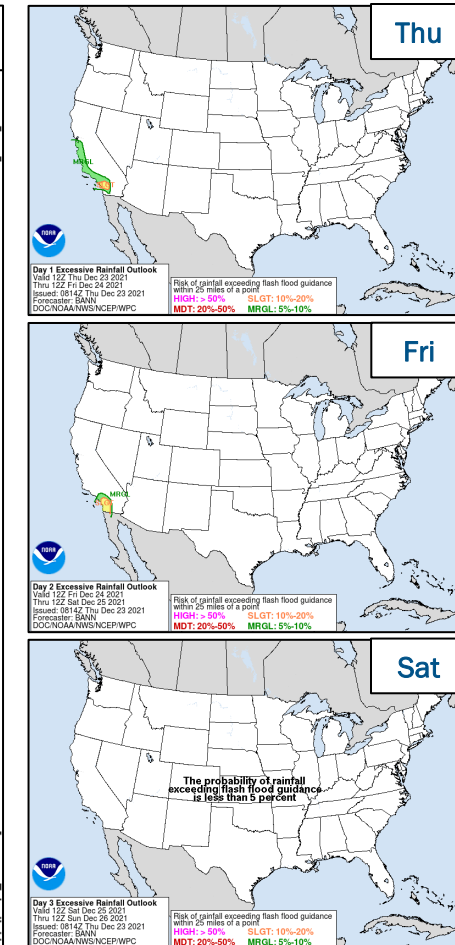 Thu
MRGL
SLGT
NOAA
Day 1 Excessive Rainfall Outlook
Valid 12Z Thu Dec 23 2021
Thru 12Z Fri Dec 24 2021
Issued: 0814Z Thu Dec 23 2021
Forecaster: BANN
DOC/NOAA/NWS/NCEP/WPC
Risk of rainfall exceeding flash flood guidance
within 25 miles of a point
HIGH: > 50% SLGT: 10%-20%
MDT: 20%-50% MRGL: 5%-10%
Fri
MRGL
NOAA
Day 2 Excessive Rainfall Outlook
Valid 12Z Fri Dec 24 2021
Thru 12Z Sat Dec 25 2021
Issued: 0814Z Thu Dec 23 2021
Forecaster: BANN
DOC/NOAA/NWS/NCEP/WPC
Risk of rainfall exceeding flash flood guidance
within 25 miles of a point
HIGH: > 50% SLGT: 10%-20%
MDT: 20%-50% MRGL: 5%-10%
Sat
The probability of rainfall
exceeding flash flood guidance
is less than 5 percent
NOAA
Day 3 Excessive Rainfall Outlook
Valid 12Z Sat Dec 25 2021
Thru 12Z Sun Dec 26 2021
Issued: 0814Z Thu Dec 23 2021
Forecaster: BANN
DOC/NOAA/NWS/NCEP/WPC
Risk of rainfall exceeding flash flood guidance
within 25 miles of a point
HIGH: > 50% SLGT: 10%-20%
MDT: 20%-50% MRGL: 5%-10%